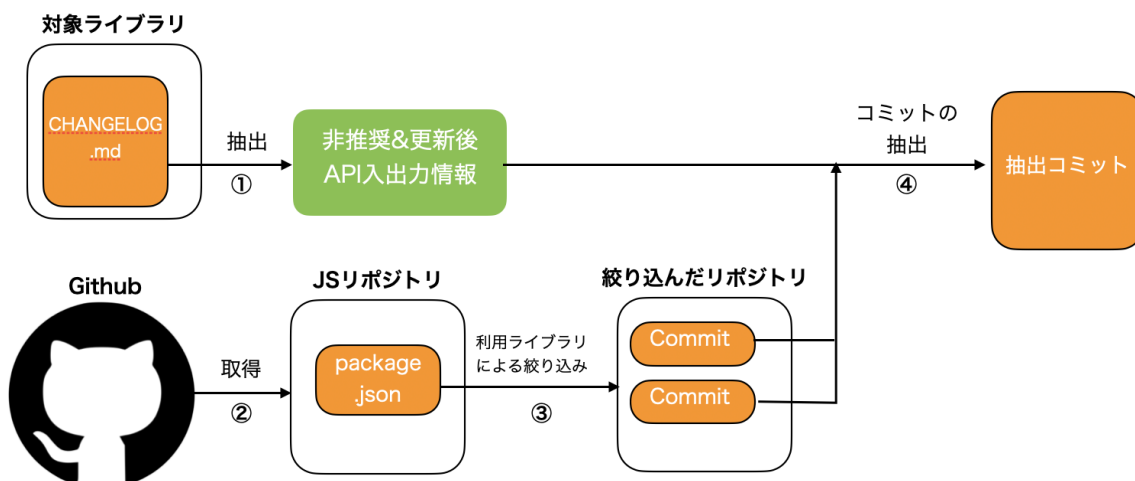 対象ライブラリ
CHANGELOG
.md
抽出
①
非推奨&更新後
API入出力情報
コミットの
抽出
④
抽出コミット
Github
取得
②
JSリポジトリ
package
.json
利用ライブラリ
による絞り込み
③
絞り込んだリポジトリ
Commit
Commit